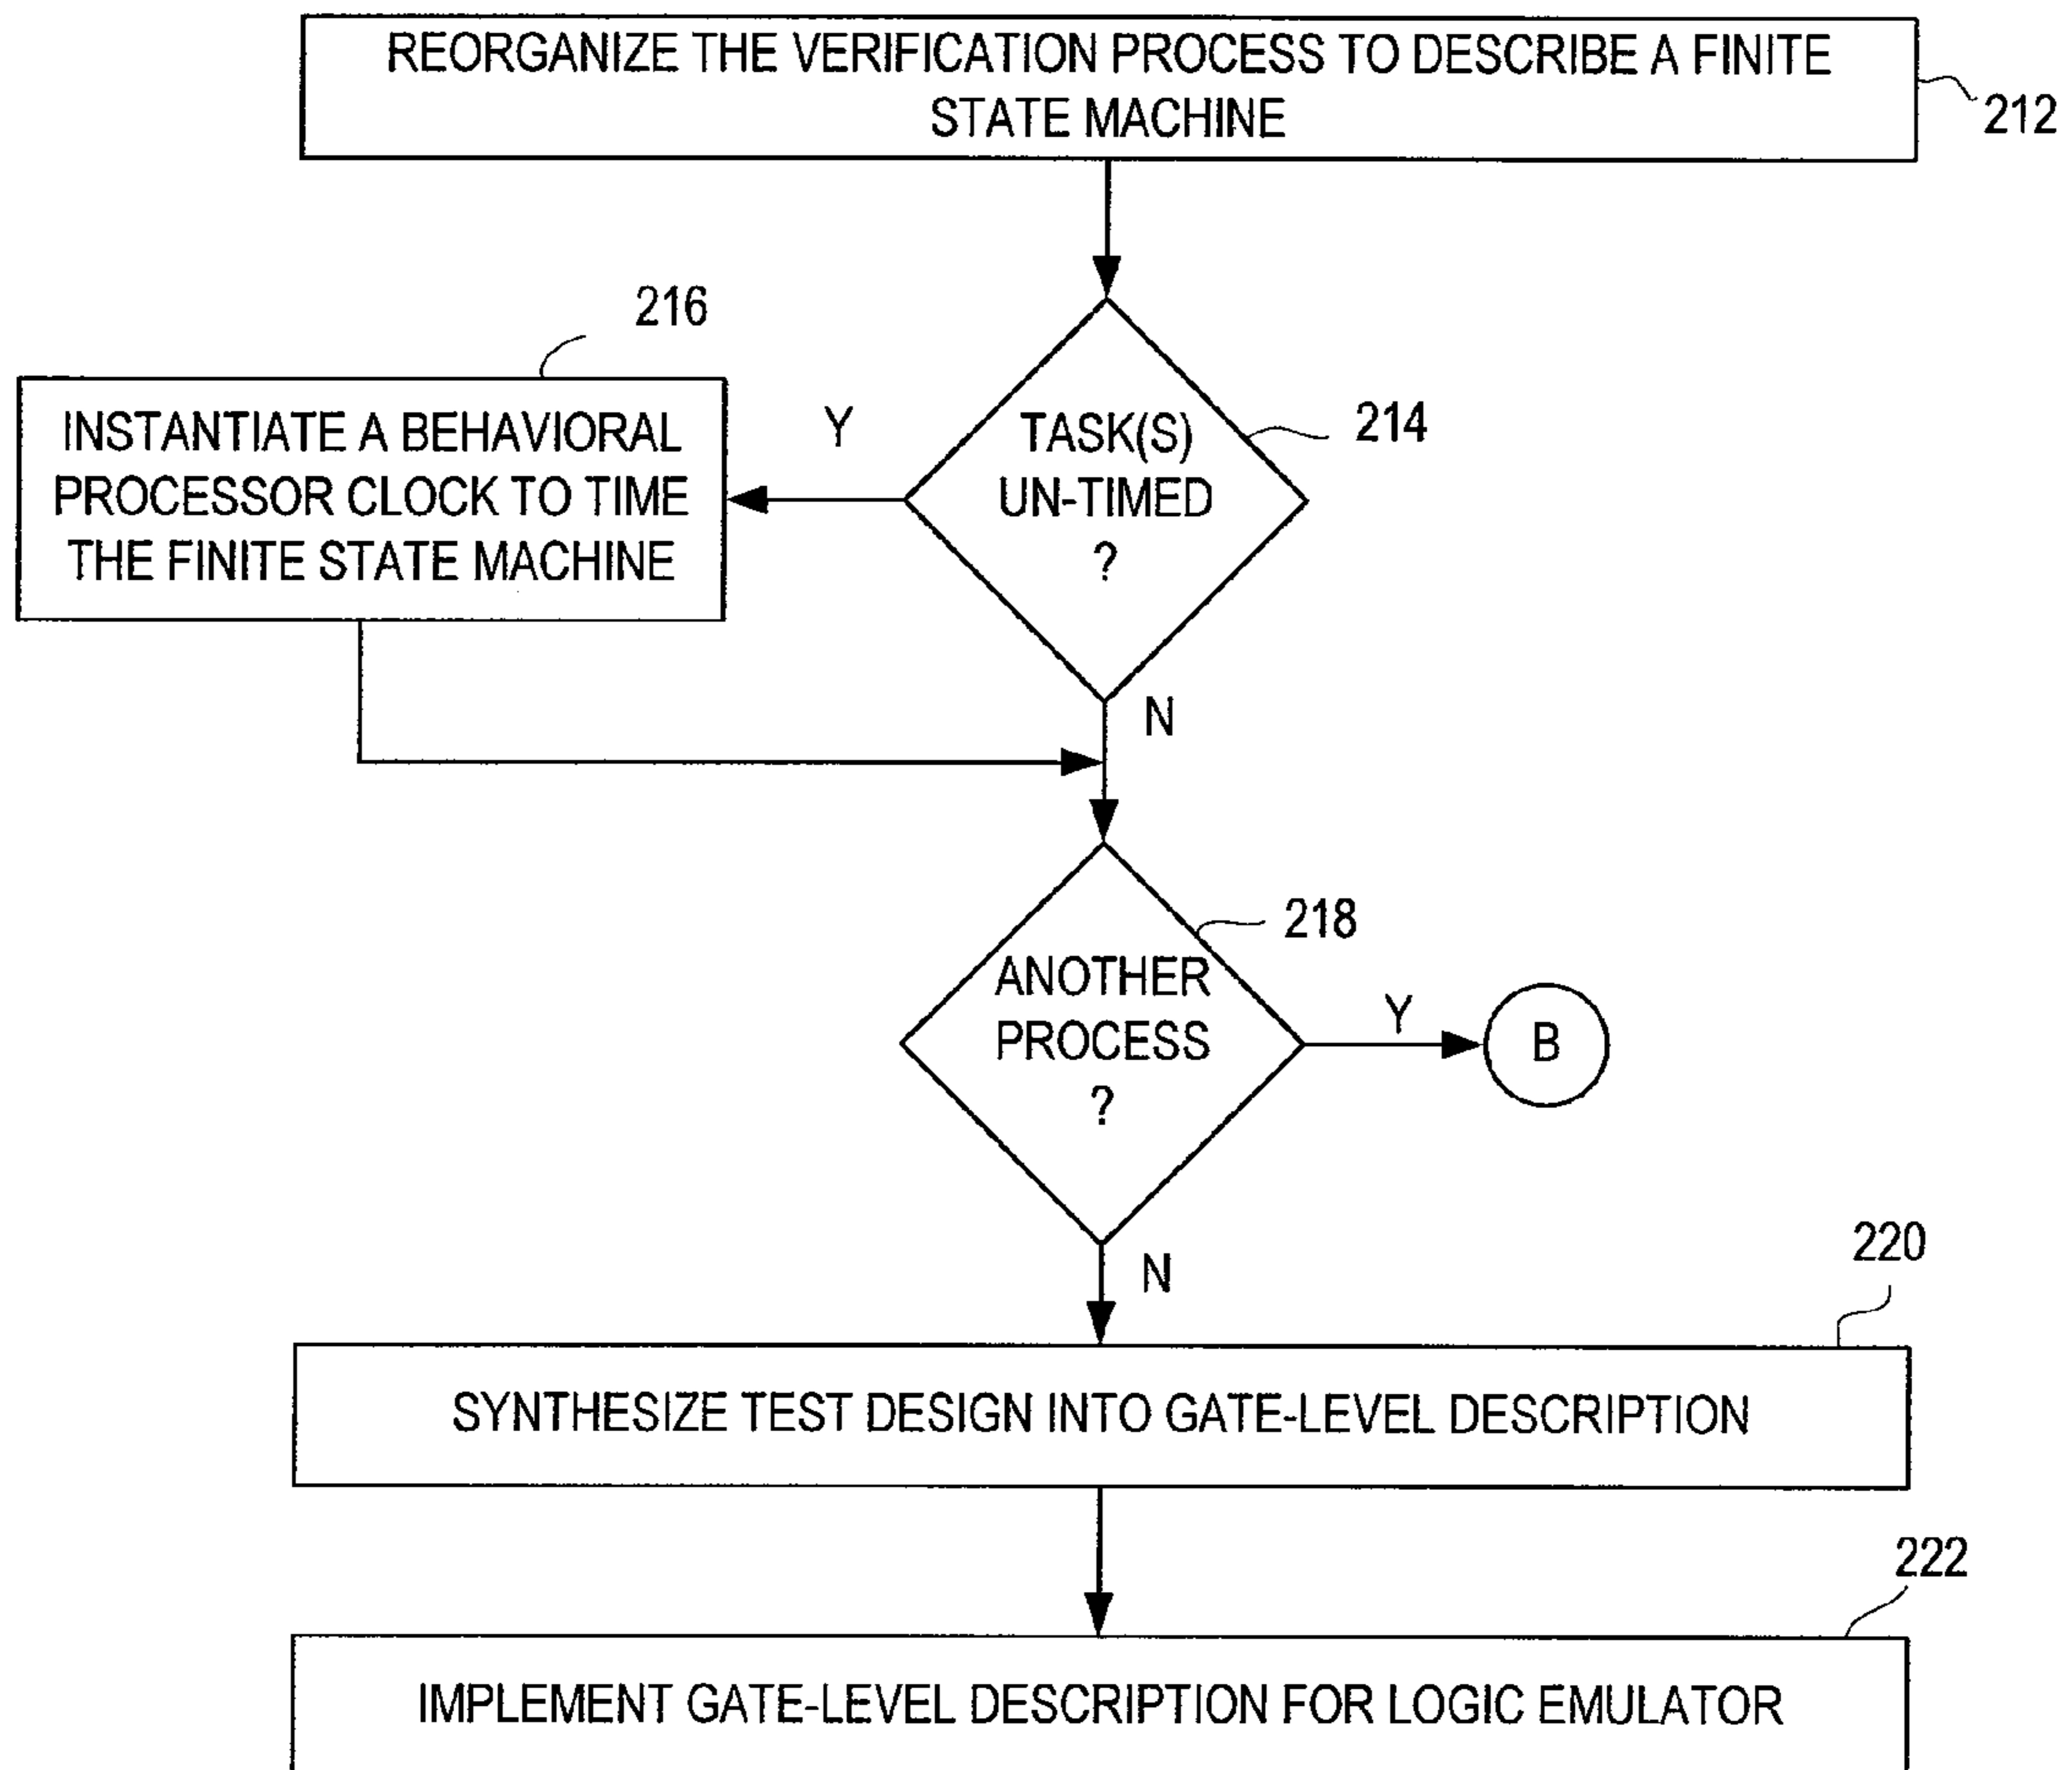 REORGANIZE THE VERIFICATION PROCESS TO DESCRIBE A FINITE
STATE MACHINE
212
216
INSTANTIATE A BEHAVIORAL
PROCESSOR CLOCK TO TIME
THE FINITE STATE MACHINE
Y
TASK(S)
UN-TIMED
?
214
N
218
ANOTHER
PROCESS
?
Y
B
N
220
SYNTHESIZE TEST DESIGN INTO GATE-LEVEL DESCRIPTION
222
IMPLEMENT GATE-LEVEL DESCRIPTION FOR LOGIC EMULATOR